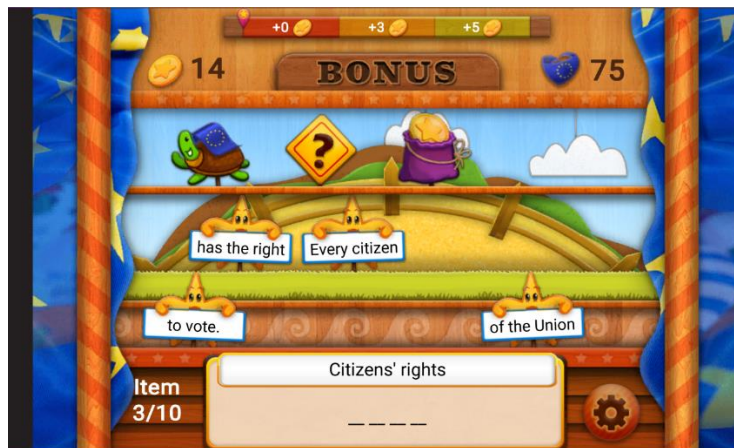 +0 +3 +5
14 BONUS 75
?
has the right Every citizen
to vote. of the Union
Citizens' rights
Item
3/10
_ _ _ _